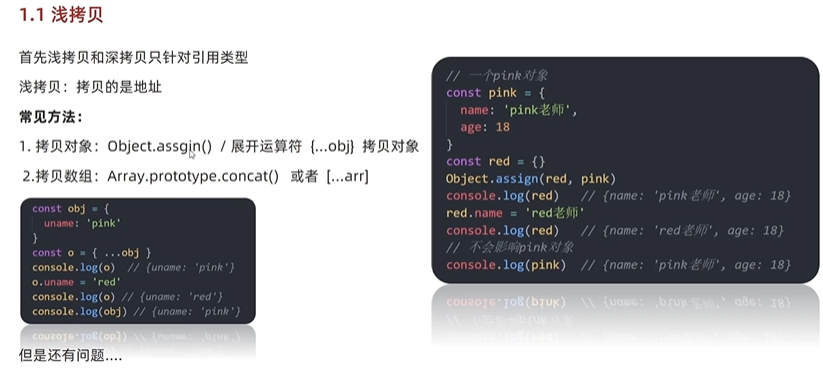 1.1 浅拷贝
首先浅拷贝和深拷贝只针对引用类型
浅拷贝：拷贝的是地址
常见方法：
1. 拷贝对象：Object.assgin() / 展开运算符 {...obj} 拷贝对象
2.拷贝数组：Array.prototype.concat() 或者 [...arr]
const obj = {
uname: 'pink'
}
const o = { ...obj }
console.log(o) // {uname: 'pink'}
o.uname = 'red'
console.log(o) // {uname: 'red'}
console.log(obj) // {uname: 'pink'}
但是还有问题....
// 一个pink对象
const pink = {
name: 'pink老师',
age: 18
}
const red = {}
Object.assign(red, pink)
console.log(red) // {name: 'pink老师', age: 18}
red.name = 'red老师'
console.log(red) // {name: 'red老师', age: 18}
// 不会影响pink对象
console.log(pink) // {name: 'pink老师', age: 18}